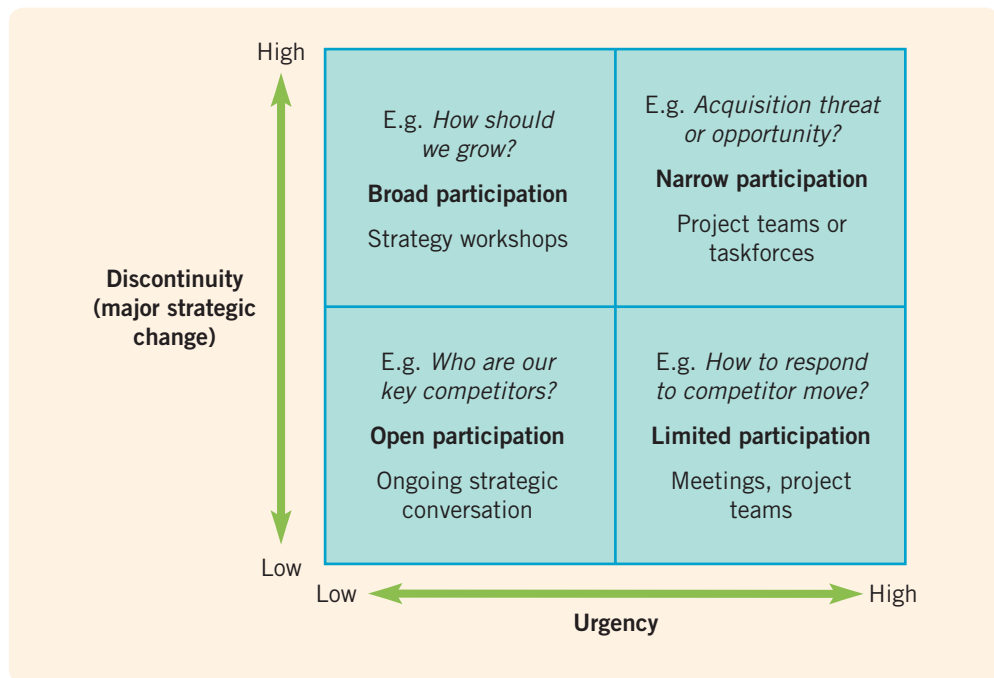 High
E.g. How should
we grow?
Broad participation
Strategy workshops
E.g. Acquisition threat
or opportunity?
Narrow participation
Project teams or
taskforces
Discontinuity
(major strategic
change)
E.g. Who are our
key competitors?
Open participation
Ongoing strategic
conversation
E.g. How to respond
to competitor move?
Limited participation
Meetings, project
teams
Low
Low
High
Urgency